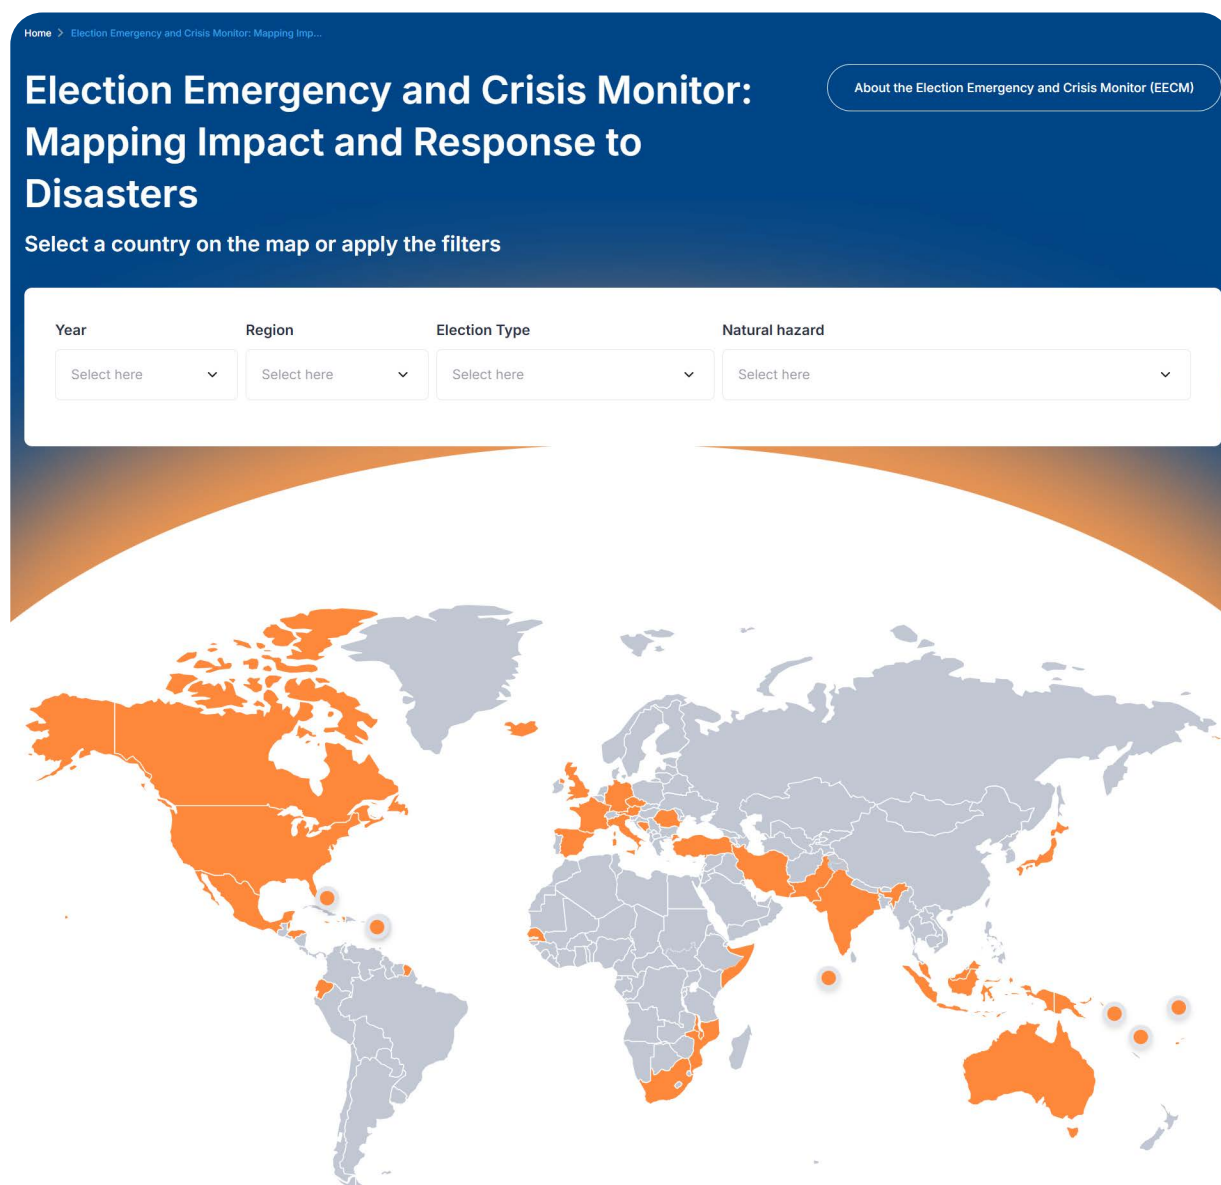 Home > Election Emergency and Crisis Monitor: Mapping Imp...
Election Emergency and Crisis Monitor:
Mapping Impact and Response to
Disasters
About the Election Emergency and Crisis Monitor (EECM)
Select a country on the map or apply the filters
Year Region Election Type Natural hazard
Select here Select here Select here Select here